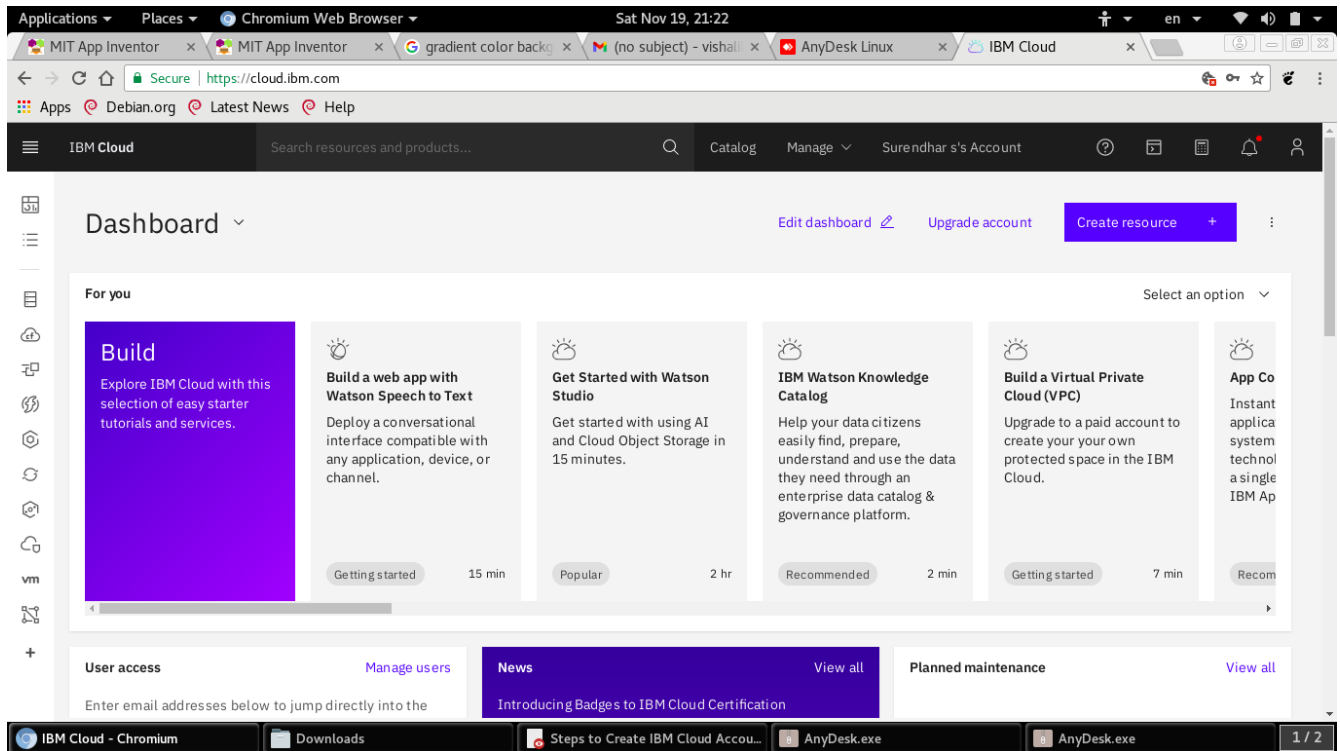 Applications Places Chromium Web Browser Sat Nov 19, 21:22 en
MIT App Inventor MIT App Inventor gradient color backg (no subject) - vishali AnyDesk Linux IBM Cloud
Secure https://cloud.ibm.com
Apps Debian.org Latest News Help
IBM Cloud Search resources and products... Catalog Manage Surendhar s's Account
Dashboard Edit dashboard Upgrade account Create resource +
For you Select an option
Build
Explore IBM Cloud with this
selection of easy starter
tutorials and services.
Build a web app with
Watson Speech to Text
Deploy a conversational
interface compatible with
any application, device, or
channel.
Getting started 15 min
Get Started with Watson
Studio
Get started with using AI
and Cloud Object Storage in
15 minutes.
Popular 2 hr
IBM Watson Knowledge
Catalog
Help your data citizens
easily find, prepare,
understand and use the data
they need through an
enterprise data catalog &
governance platform.
Recommended 2 min
Build a Virtual Private
Cloud (VPC)
Upgrade to a paid account to
create your your own
protected space in the IBM
Cloud.
Getting started 7 min
App Co
Instant
applica
system
technol
a single
IBM Ap
Recom
vm
User access Manage users
Enter email addresses below to jump directly into the
News View all
Introducing Badges to IBM Cloud Certification
Planned maintenance View all
IBM Cloud - Chromium Downloads Steps to Create IBM Cloud Accou... AnyDesk.exe AnyDesk.exe 1 / 2